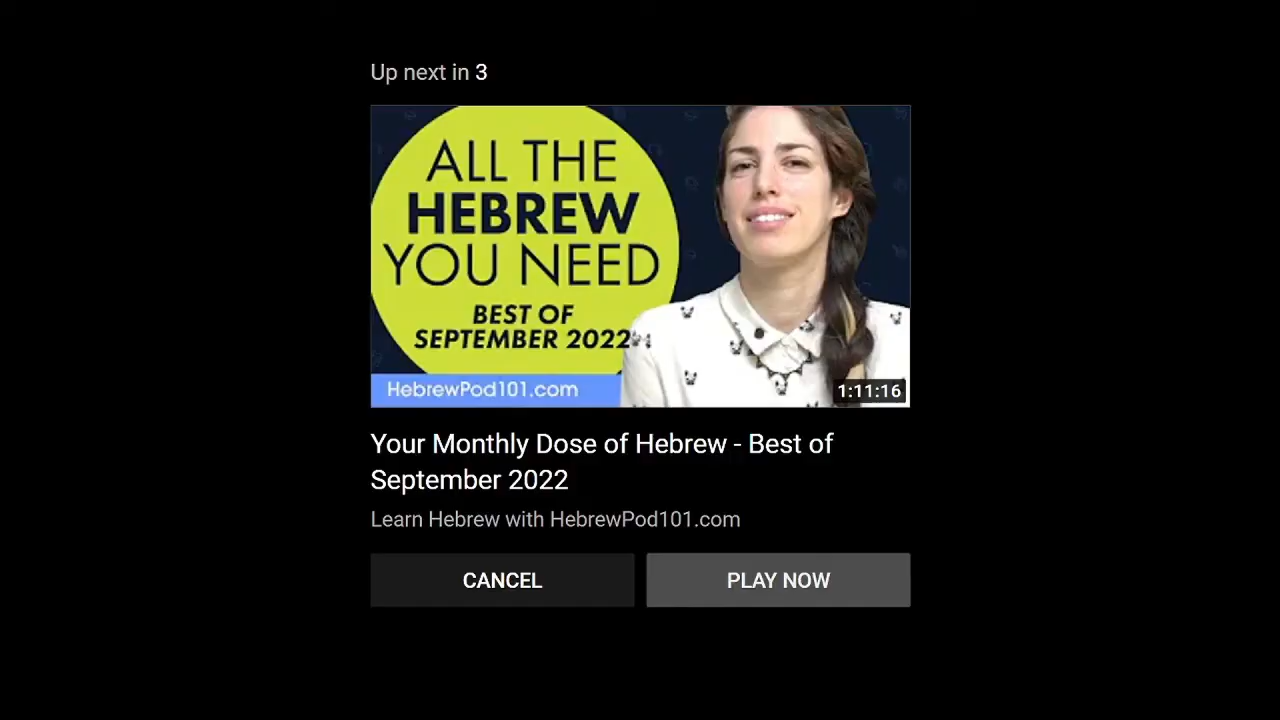 Up next in 3
ALL THE
HEBREW
YOU NEED
BEST OF
SEPTEMBER 2022
HebrewPod101.com
1:11:16
Your Monthly Dose of Hebrew - Best of
September 2022
Learn Hebrew with HebrewPod101.com
CANCEL
PLAY NOW